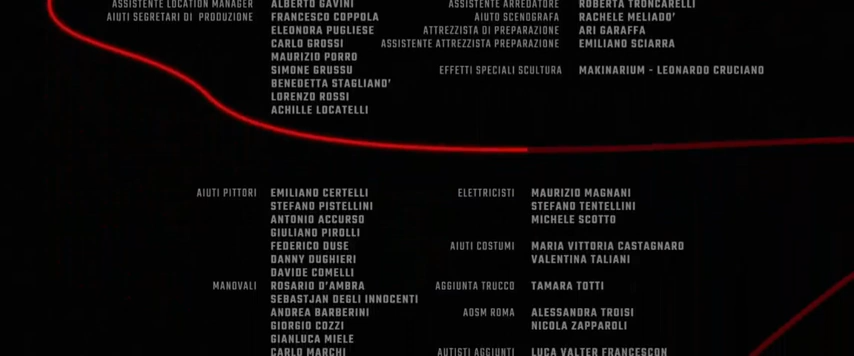 ASSISTENTE LOCATION MANAGER ALBERTO GAVINI
AIUTI SEGRETARI DI PRODUZIONE FRANCESCO COPPOLA
ELEONORA PUGLIESE
CARLO GROSSI
MAURIZIO PORRO
SIMONE GRUSSU
BENEDETTA STAGLIANO'
LORENZO ROSSI
ACHILLE LOCATELLI
ASSISTENTE ARREDATORE ROBERTA TRONCARELLI
AIUTO SCENOGRAFA RACHELE MELIADO'
ATTREZZISTA DI PREPARAZIONE ARI GARAFFA
ASSISTENTE ATTREZZISTA PREPARAZIONE EMILIANO SCIARRA
EFFETTI SPECIALI SCULTURA MAKINARIUM - LEONARDO CRUCIANO
AIUTI PITTORI EMILIANO CERTELLI
STEFANO PISTELLINI
ANTONIO ACCURSO
GIULIANO PIROLLI
FEDERICO DUSE
DANNY DUGHIERI
DAVIDE COMELLI
MANOVALI ROSARIO D'AMBRA
SEBASTJAN DEGLI INNOCENTI
ANDREA BARBERINI
GIORGIO COZZI
GIANLUCA MIELE
CARLO MARCHI
ELETTRICISTI MAURIZIO MAGNANI
STEFANO TENTELLINI
MICHELE SCOTTO
AIUTI COSTUMI MARIA VITTORIA CASTAGNARO
VALENTINA TALIANI
AGGIUNTA TRUCCO TAMARA TOTTI
AOSM ROMA ALESSANDRA TROISI
NICOLA ZAPPAROLI
AUTISTI AGGIUNTI LUCA VALTER FRANCESCON